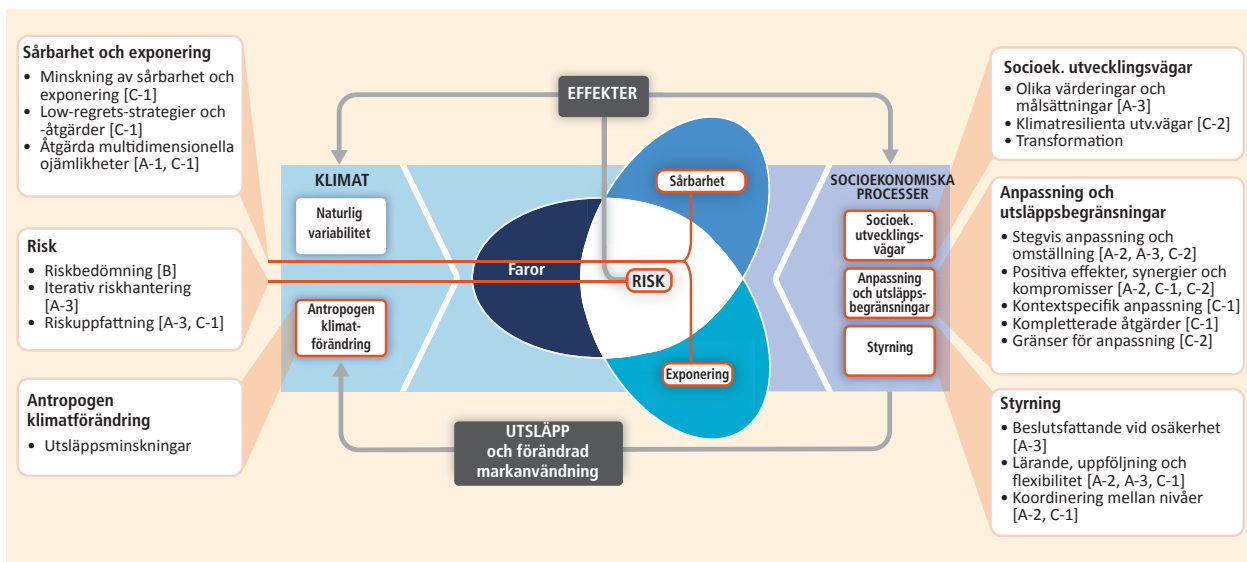 Sårbarhet och exponering
• Minskning av sårbarhet och
exponering [C-1]
• Low-regrets-strategier och
-åtgärder [C-1]
• Åtgärda multidimensionella
ojämlikheter [A-1, C-1]
Risk
• Riskbedömning [B]
• Iterativ riskhantering
[A-3]
• Riskuppfattning [A-3, C-1]
Antropogen
klimatförändring
• Utsläppsminskningar
EFFEKTER
KLIMAT
Naturlig
variabilitet
Antropogen
klimat-
förändring
Faror
Sårbarhet
RISK
Exponering
UTSLÄPP
och förändrad
markanvändning
SOCIOEKONOMISKA
PROCESSER
Socioek.
utvecklings-
vägar
Anpassning
och utsläpps-
begränsningar
Styrning
Socioek. utvecklingsvägar
• Olika värderingar och
målsättningar [A-3]
• Klimatresilienta utv.vägar [C-2]
• Transformation
Anpassning och
utsläppsbegränsningar
• Stegvis anpassning och
omställning [A-2, A-3, C-2]
• Positiva effekter, synergier och
kompromisser [A-2, C-1, C-2]
• Kontextspecifik anpassning [C-1]
• Kompletterade åtgärder [C-1]
• Gränser för anpassning [C-2]
Styrning
• Beslutsfattande vid osäkerhet
[A-3]
• Lärande, uppföljning och
flexibilitet [A-2, A-3, C-1]
• Koordinering mellan nivåer
[A-2, C-1]